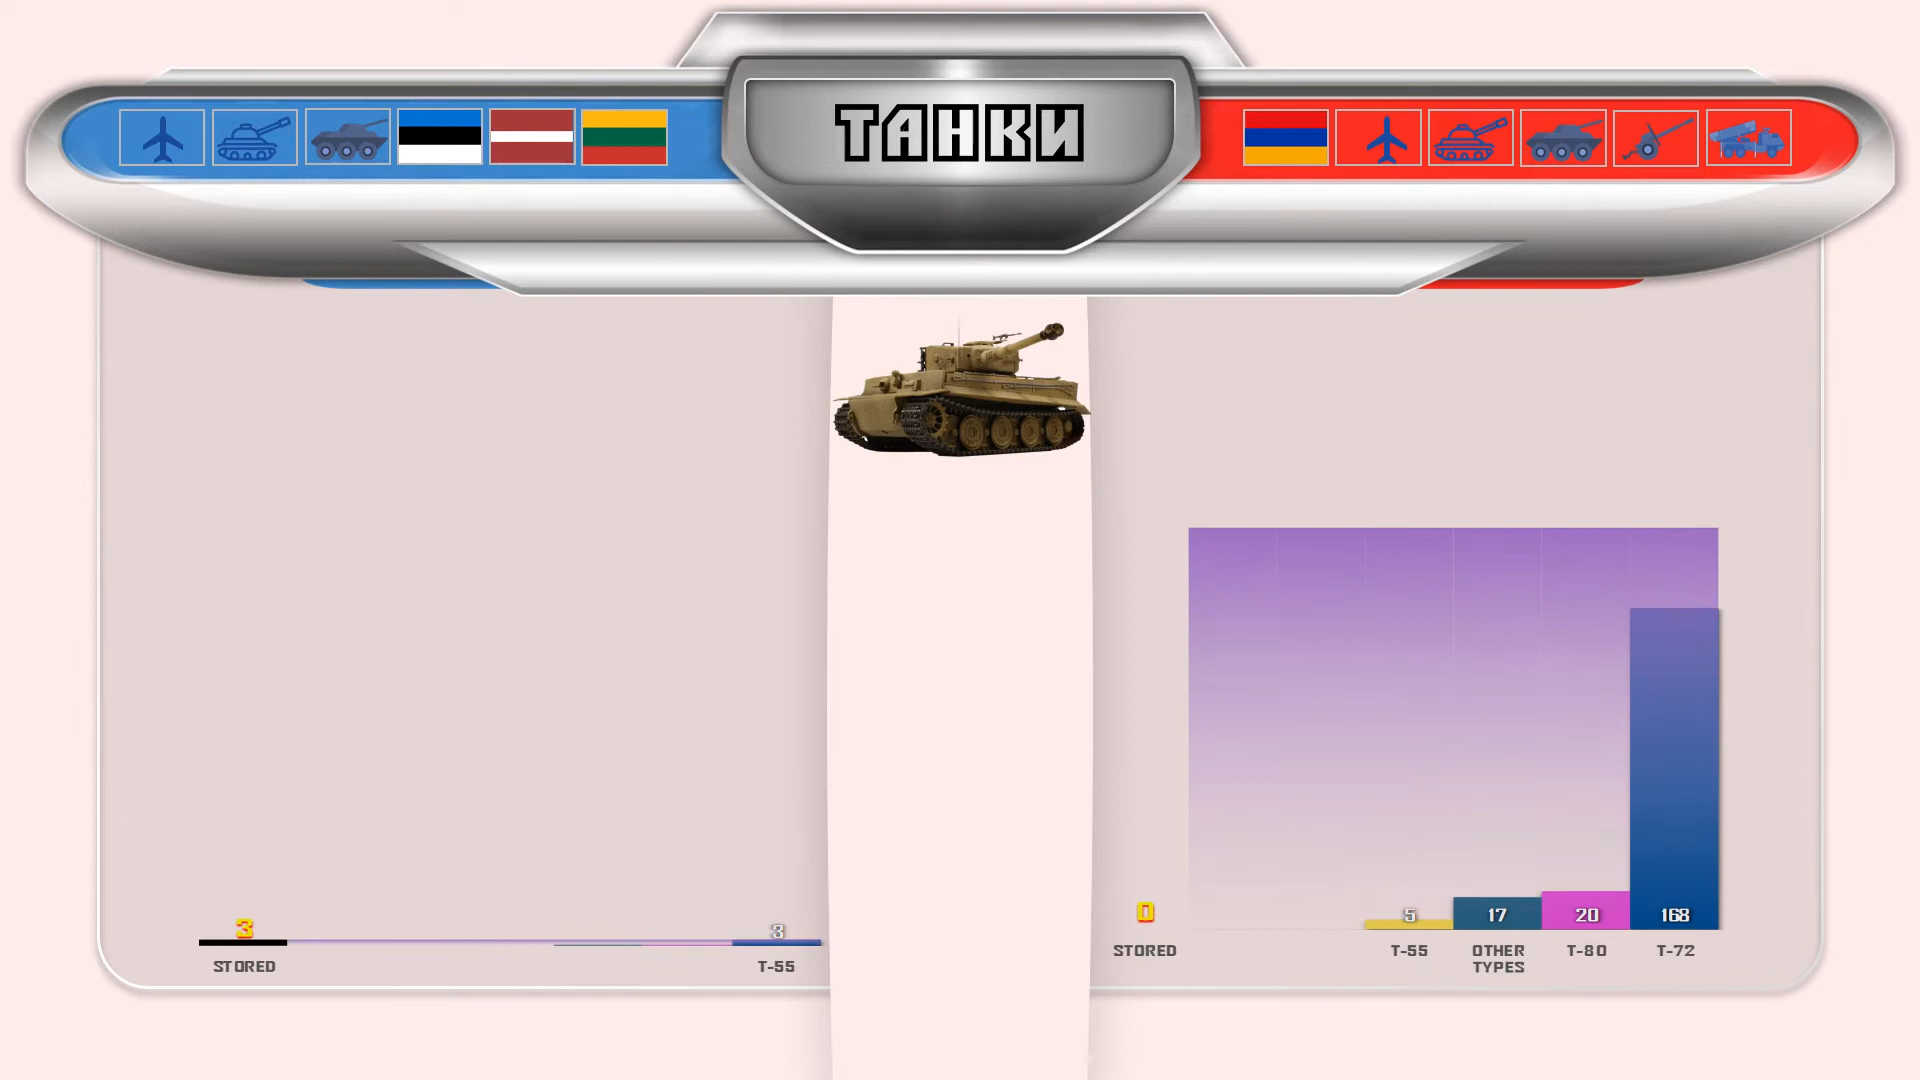 ТАНКИ
3
STORED
3
T-55
0
STORED
5
T-55
17
OTHER
TYPES
20
T-80
168
T-72